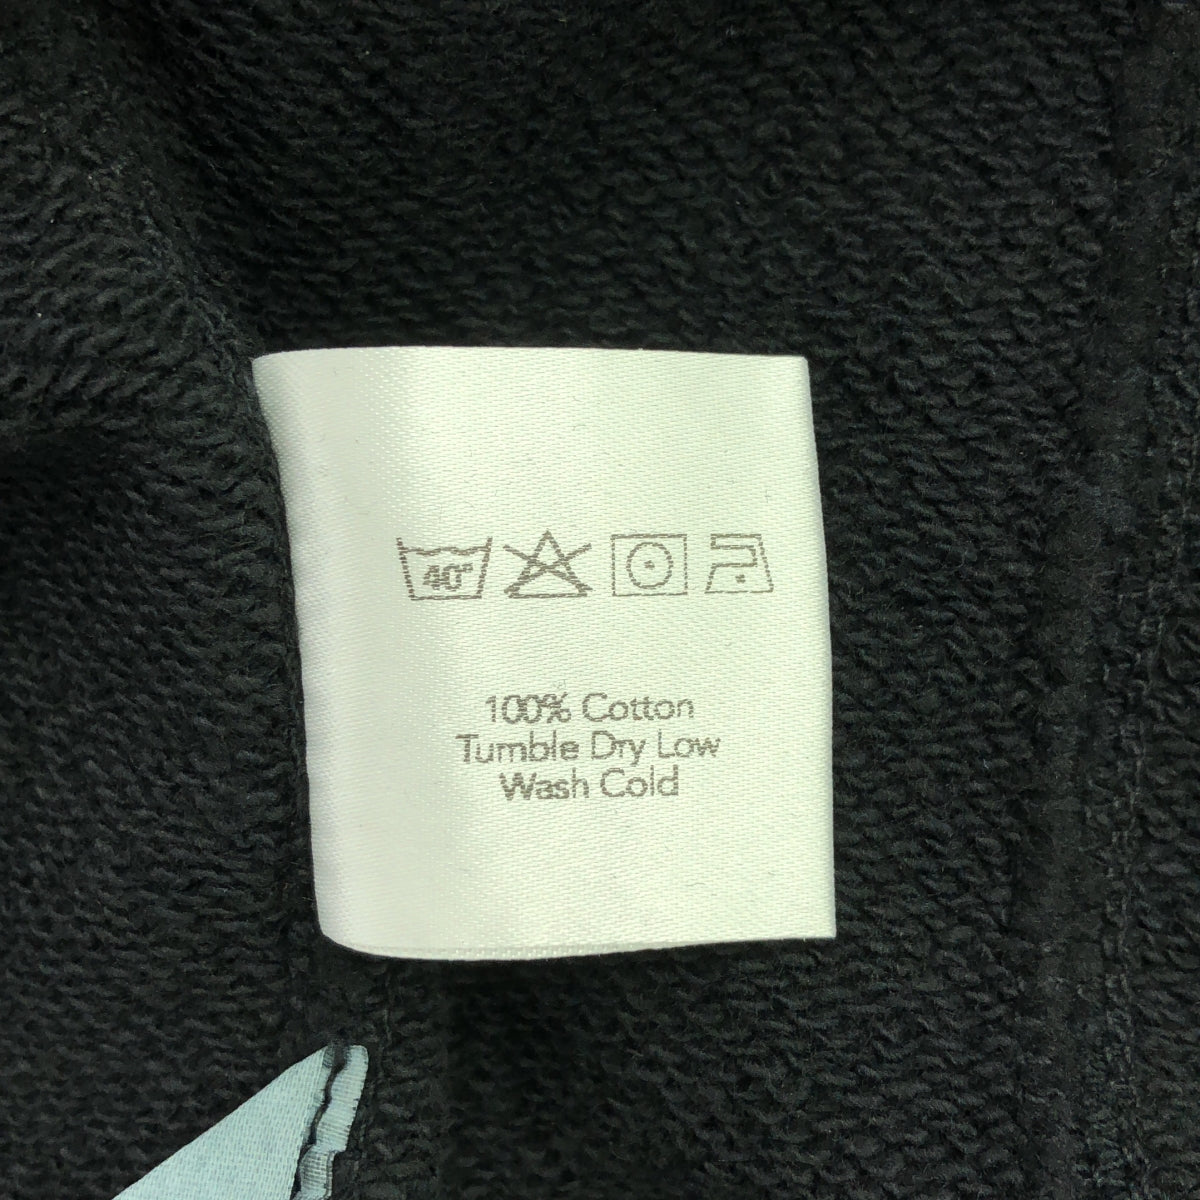 40°
100% Cotton
Tumble Dry Low
Wash Cold